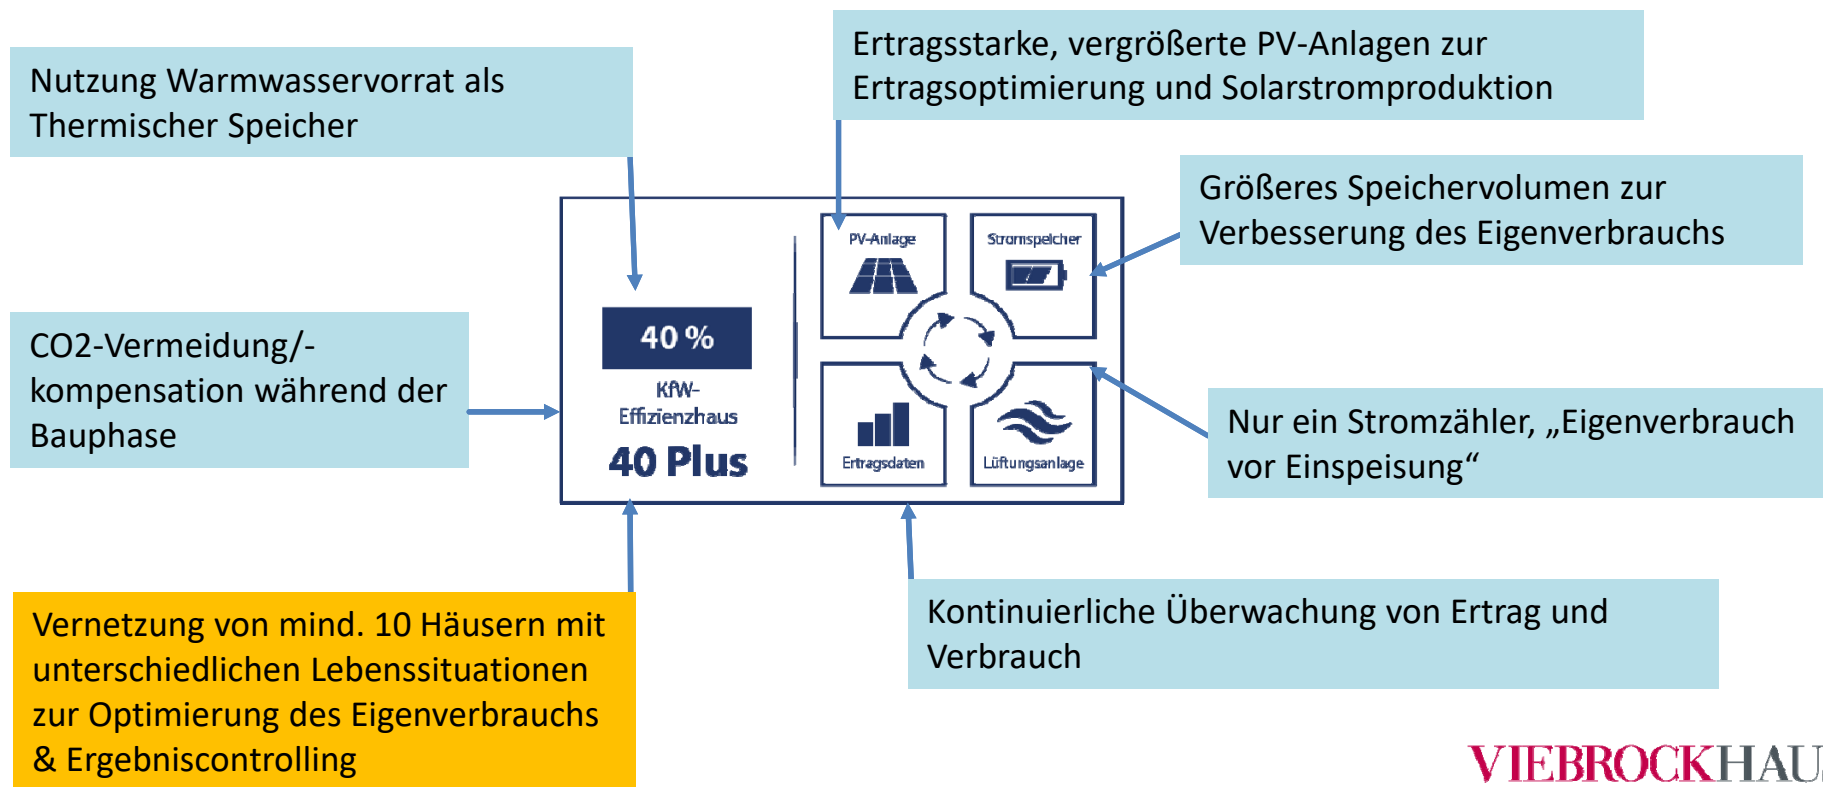 Ertragsstarke, vergrößerte PV-Anlagen zur
Ertragsoptimierung und Solarstromproduktion
Nutzung Warmwasservorrat als
Thermischer Speicher
Größeres Speichervolumen zur
Verbesserung des Eigenverbrauchs
PV-Anlage
Stromspeicher
40 %
KfW-
Effizienzhaus
40 Plus
Ertragsdaten
Lüftungsanlage
CO2-Vermeidung/-
kompensation während der
Bauphase
Nur ein Stromzähler, „Eigenverbrauch
vor Einspeisung“
Vernetzung von mind. 10 Häusern mit
unterschiedlichen Lebenssituationen
zur Optimierung des Eigenverbrauchs
& Ergebniscontrolling
Kontinuierliche Überwachung von Ertrag und
Verbrauch
VIEBROCKHAUS